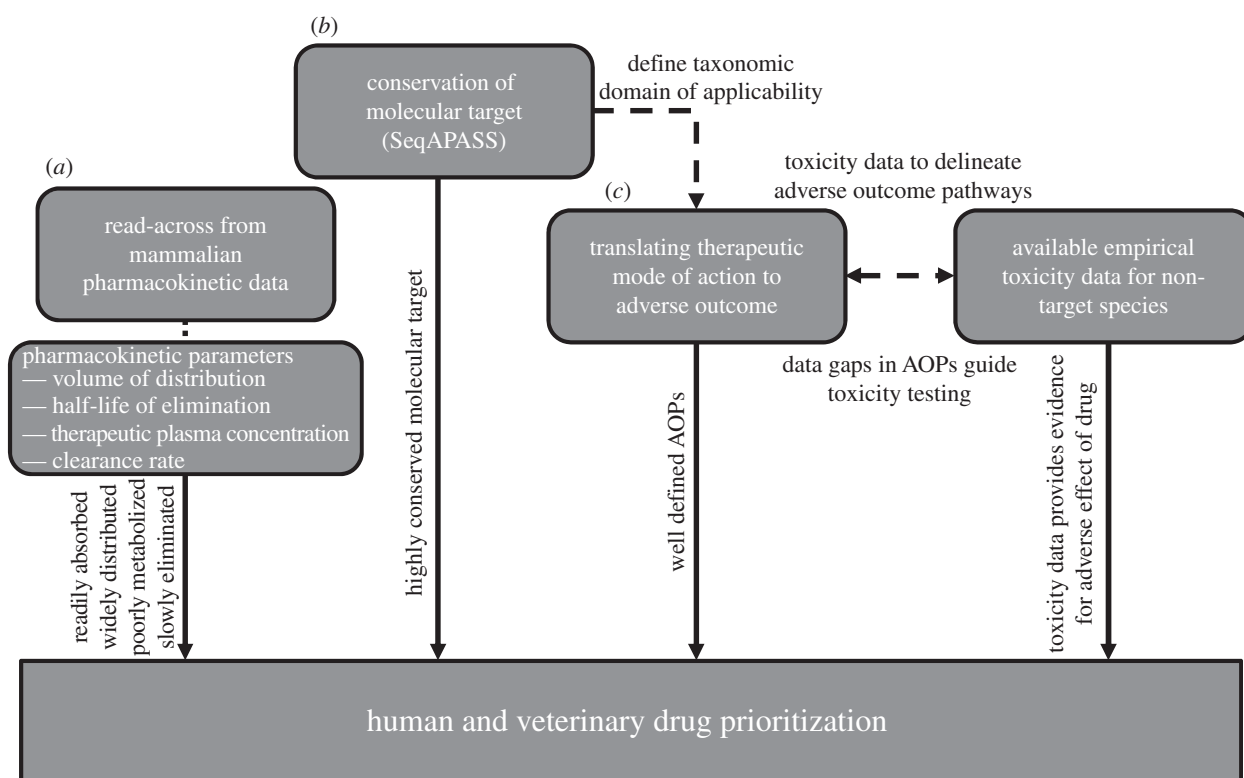 (a)
read-across from
mammalian
pharmacokinetic data
pharmacokinetic parameters
— volume of distribution
— half-life of elimination
— therapeutic plasma concentration
— clearance rate
readily absorbed
widely distributed
poorly metabolized
slowly eliminated
(b)
conservation of
molecular target
(SeqAPASS)
highly conserved molecular target
define taxonomic
domain of applicability
(c)
translating therapeutic
mode of action to
adverse outcome
well defined AOPs
toxicity data to delineate
adverse outcome pathways
data gaps in AOPs guide
toxicity testing
available empirical
toxicity data for non-
target species
toxicity data provides evidence
for adverse effect of drug
human and veterinary drug prioritization